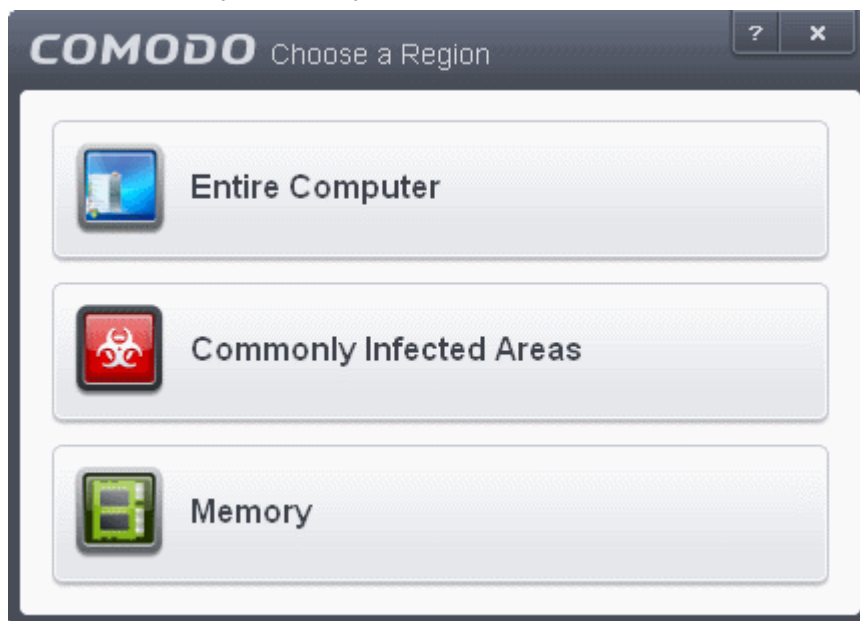 COMODO Choose a Region
? ×
Entire Computer
Commonly Infected Areas
Memory